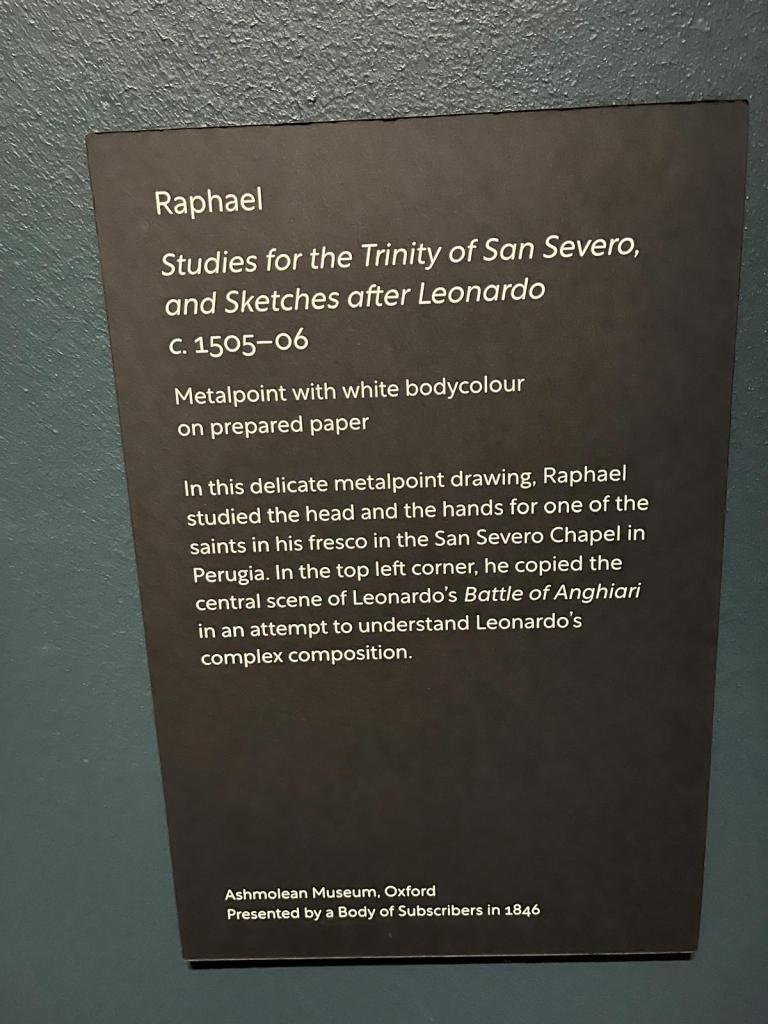 Raphael
Studies for the Trinity of San Severo,
and Sketches after Leonardo
c. 1505–06
Metalpoint with white bodycolour
on prepared paper
In this delicate metalpoint drawing, Raphael
studied the head and the hands for one of the
saints in his fresco in the San Severo Chapel in
Perugia. In the top left corner, he copied the
central scene of Leonardo’s Battle of Anghiari
in an attempt to understand Leonardo’s
complex composition.
Ashmolean Museum, Oxford
Presented by a Body of Subscribers in 1846